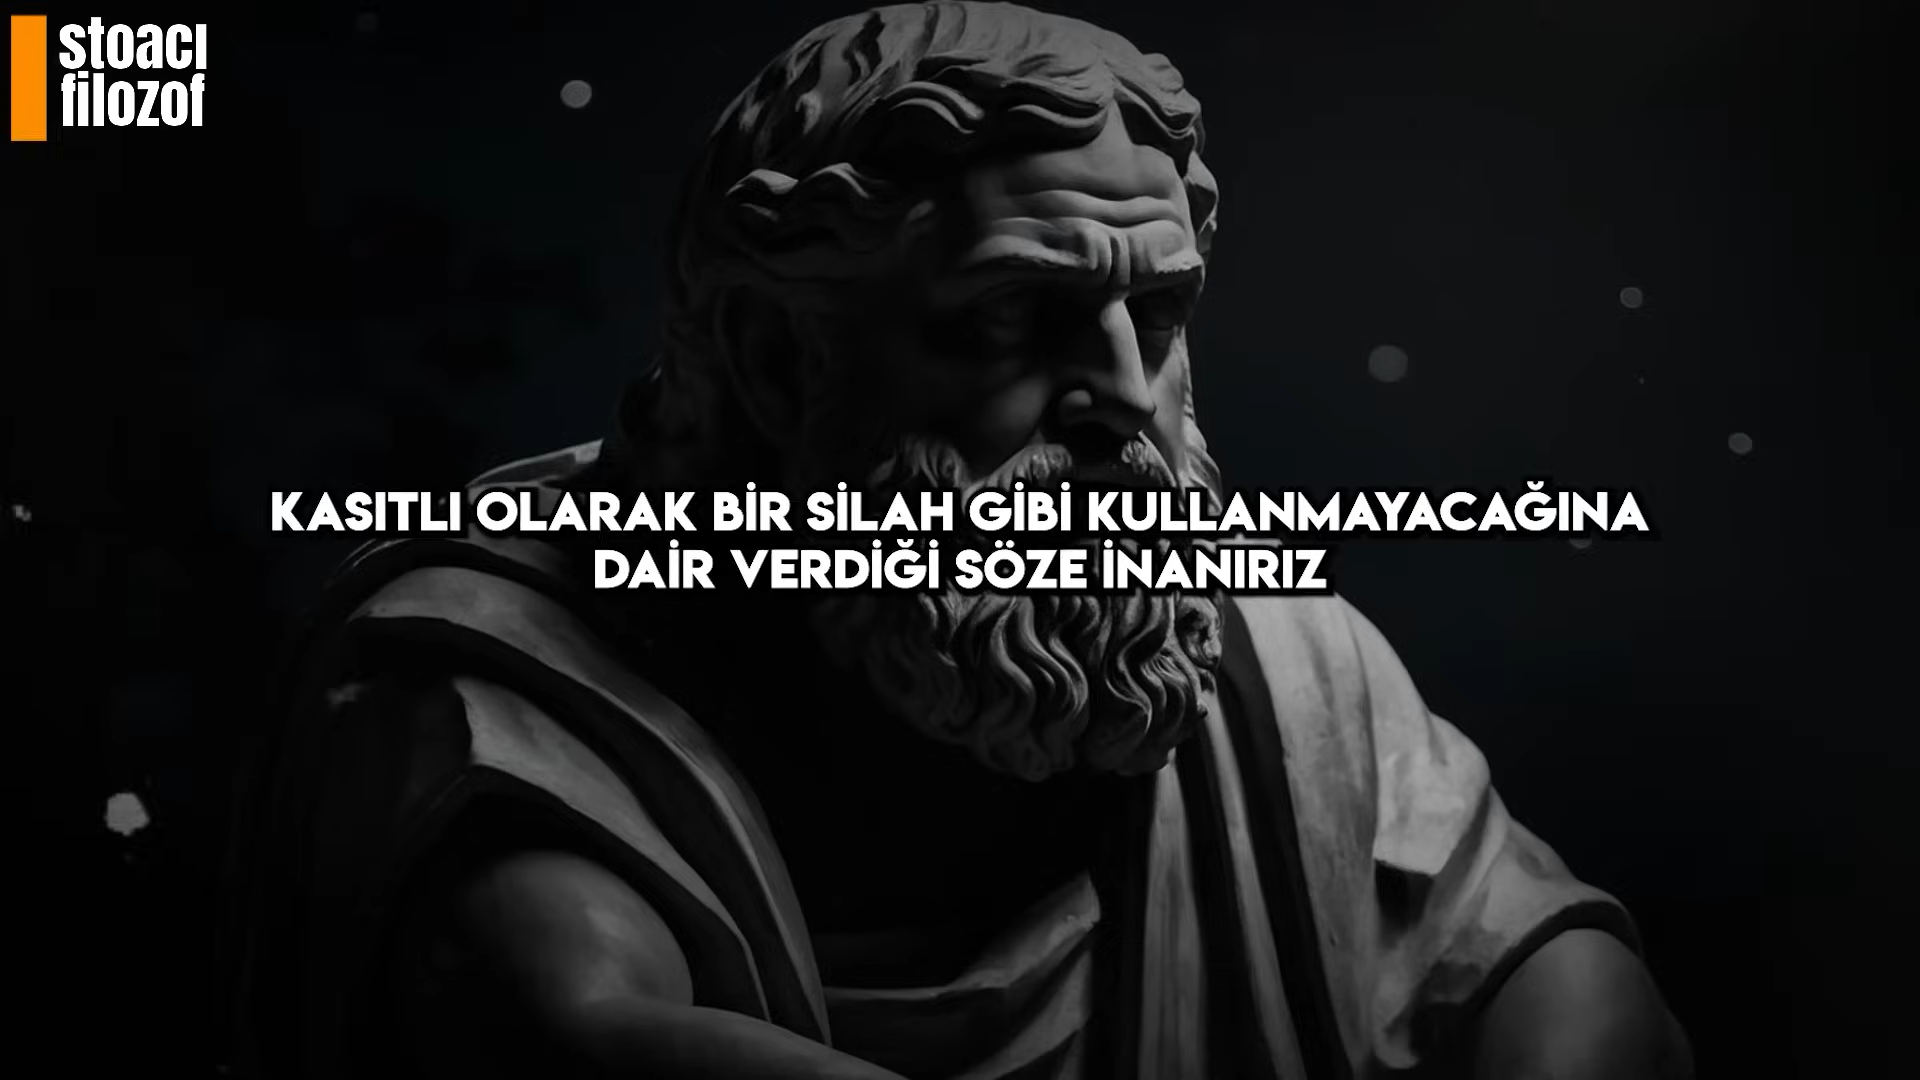 stoacı
filozof
KASITLI OLARAK BİR SİLAH GİBİ KULLANMAYACAĞINA
DAİR VERDİĞİ SÖZE İNANIRIZ